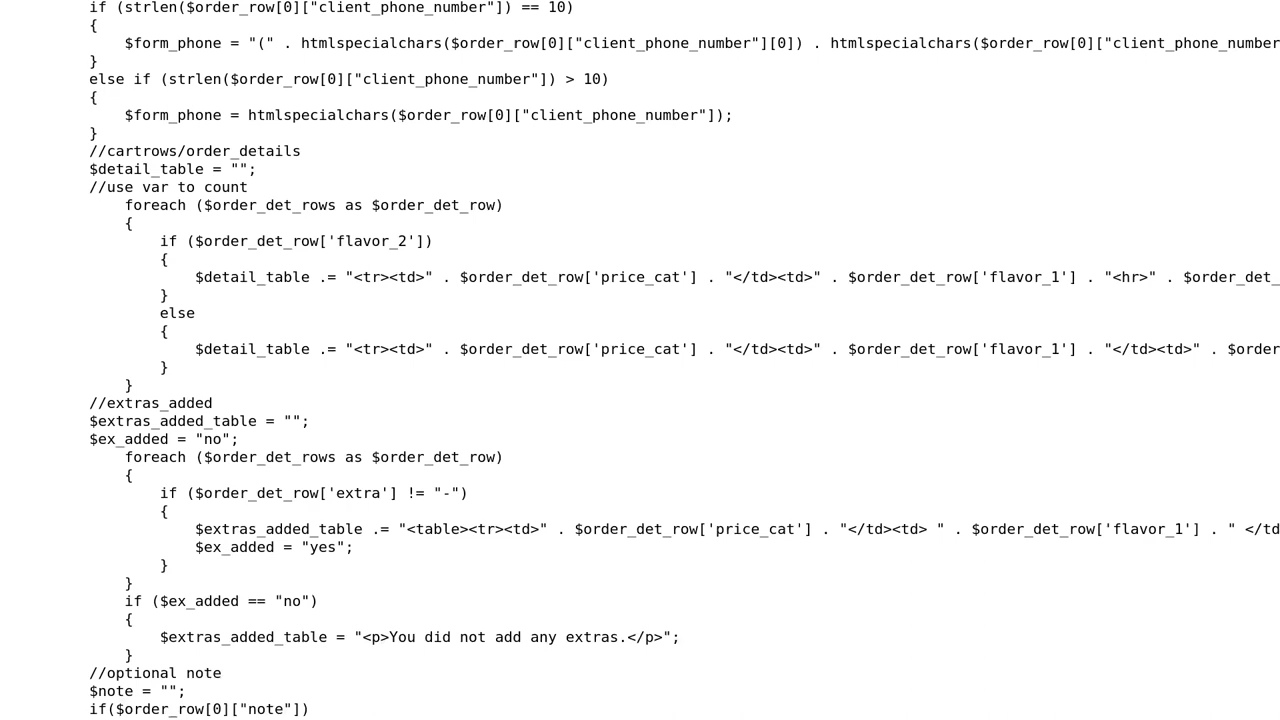 if (strlen($order_row[0]["client_phone_number"]) == 10)
{
$form_phone = "(" . htmlspecialchars($order_row[0]["client_phone_number"][0]) . htmlspecialchars($order_row[0]["client_phone_number
}
else if (strlen($order_row[0]["client_phone_number"]) > 10)
{
$form_phone = htmlspecialchars($order_row[0]["client_phone_number"]);
}
//cartrows/order_details
$detail_table = "";
//use var to count
foreach ($order_det_rows as $order_det_row)
{
if ($order_det_row['flavor_2'])
{
$detail_table .= "<tr><td>" . $order_det_row['price_cat'] . "</td><td>" . $order_det_row['flavor_1'] . "<hr>" . $order_det_
}
else
{
$detail_table .= "<tr><td>" . $order_det_row['price_cat'] . "</td><td>" . $order_det_row['flavor_1'] . "</td><td>" . $order
}
}
//extras_added
$extras_added_table = "";
$ex_added = "no";
foreach ($order_det_rows as $order_det_row)
{
if ($order_det_row['extra'] != "-")
{
$extras_added_table .= "<table><tr><td>" . $order_det_row['price_cat'] . "</td><td> " . $order_det_row['flavor_1'] . " </td
$ex_added = "yes";
}
}
if ($ex_added == "no")
{
$extras_added_table = "<p>You did not add any extras.</p>";
}
//optional note
$note = "";
if($order_row[0]["note"])